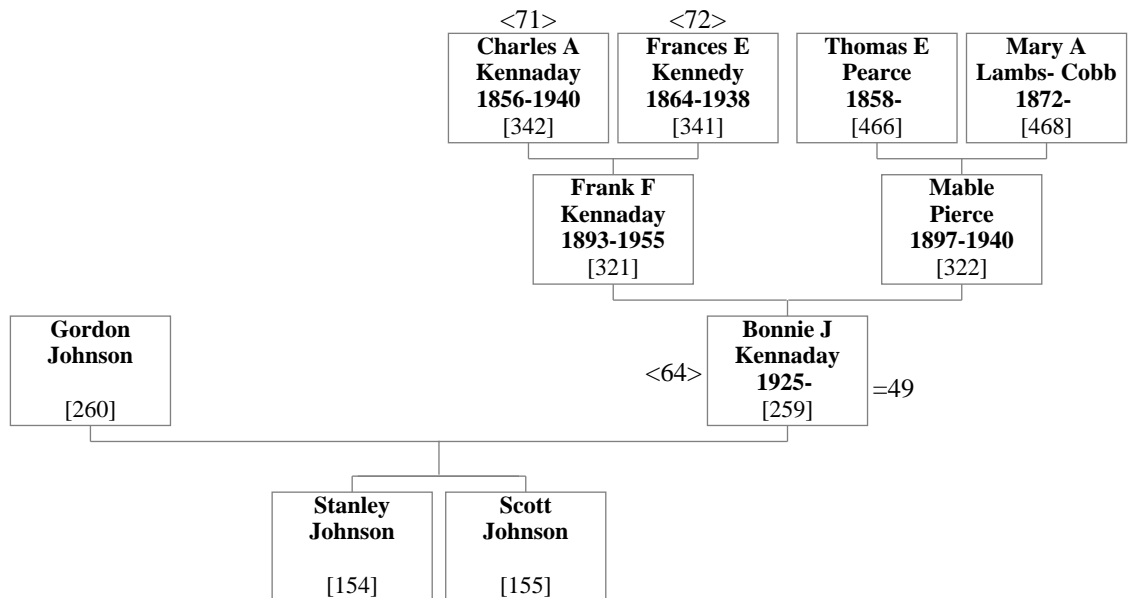 <71>
<72>
Charles A
Kennaday
1856-1940
[342]
Frances E
Kennedy
1864-1938
[341]
Thomas E
Pearce
1858-
[466]
Mary A
Lambs- Cobb
1872-
[468]
Frank F
Kennaday
1893-1955
[321]
Mable
Pierce
1897-1940
[322]
Gordon
Johnson
[260]
<64>
Bonnie J
Kennaday
1925-
[259]
=49
Stanley
Johnson
[154]
Scott
Johnson
[155]